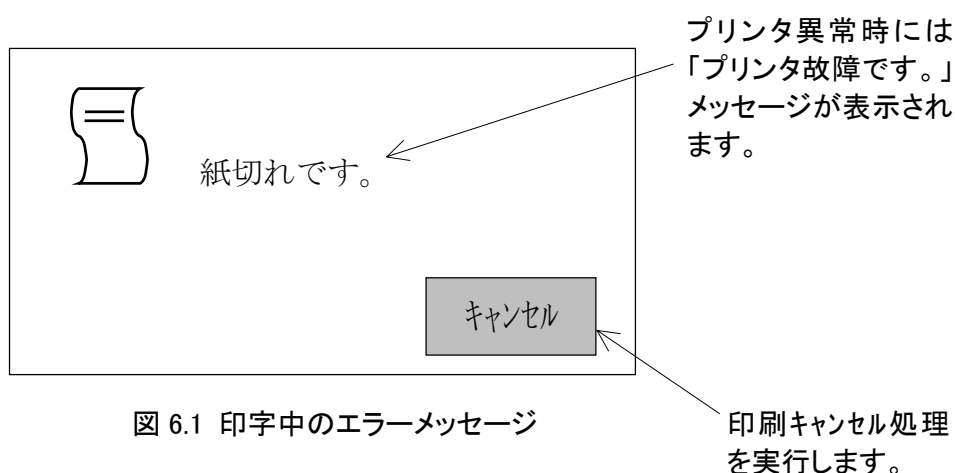 プリンタ異常時には
「プリンタ故障です。」
メッセージが表示され
ます。
紙切れです。
キャンセル
図 6.1 印字中のエラーメッセージ
印刷ｷｬﾝｾﾙ処理
を実行します。